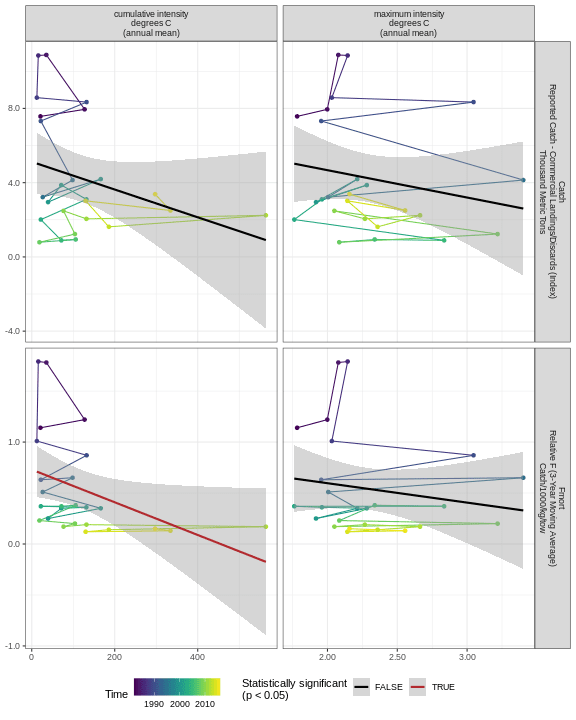 cumulative intensity
degrees C
(annual mean)
maximum intensity
degrees C
(annual mean)
8.0
4.0
0.0
-4.0
Catch
Reported Catch - Commercial Landings/Discards (Index)
Thousand Metric Tons
1.0
0.0
-1.0
Fmort
Relative F (3-Year Moving Average)
Catch/1000/kg/tow
0
200
400
2.00
2.50
3.00
Time
1990
2000
2010
Statistically significant
(p < 0.05)
FALSE
TRUE